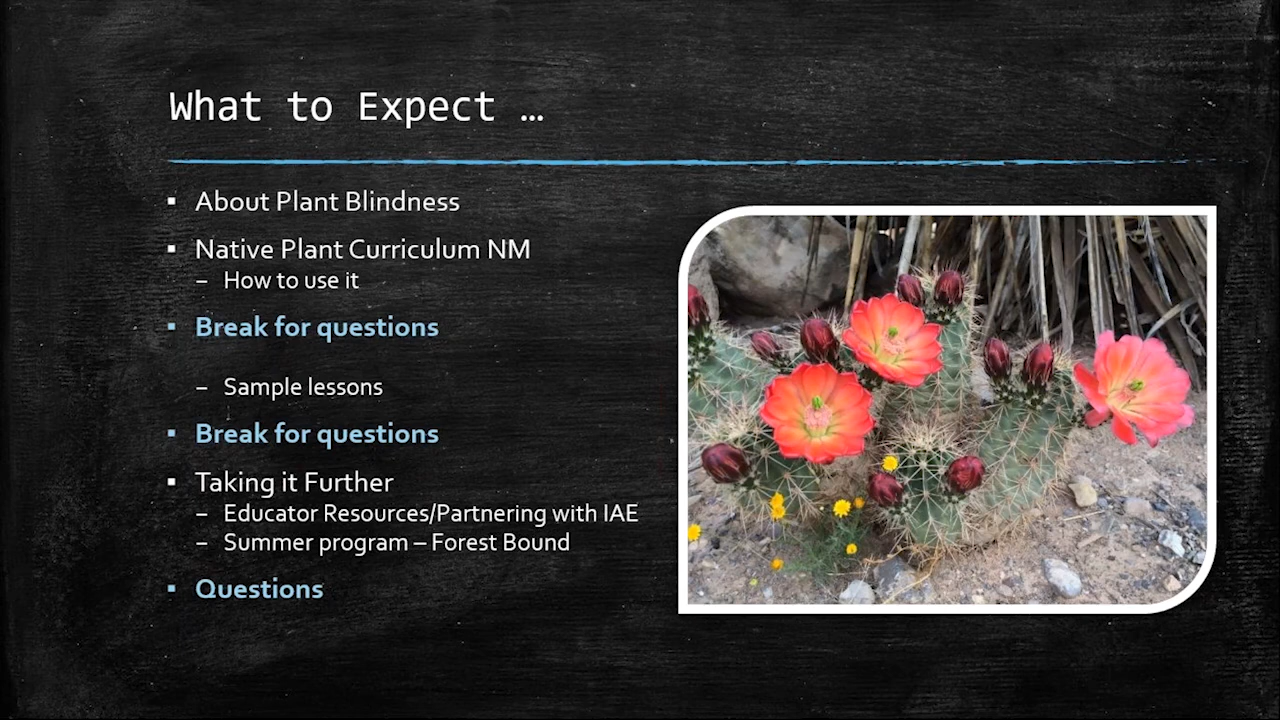 What to Expect …
▪ About Plant Blindness
▪ Native Plant Curriculum NM
– How to use it
▪ Break for questions
– Sample lessons
▪ Break for questions
▪ Taking it Further
– Educator Resources/Partnering with IAE
– Summer program – Forest Bound
▪ Questions